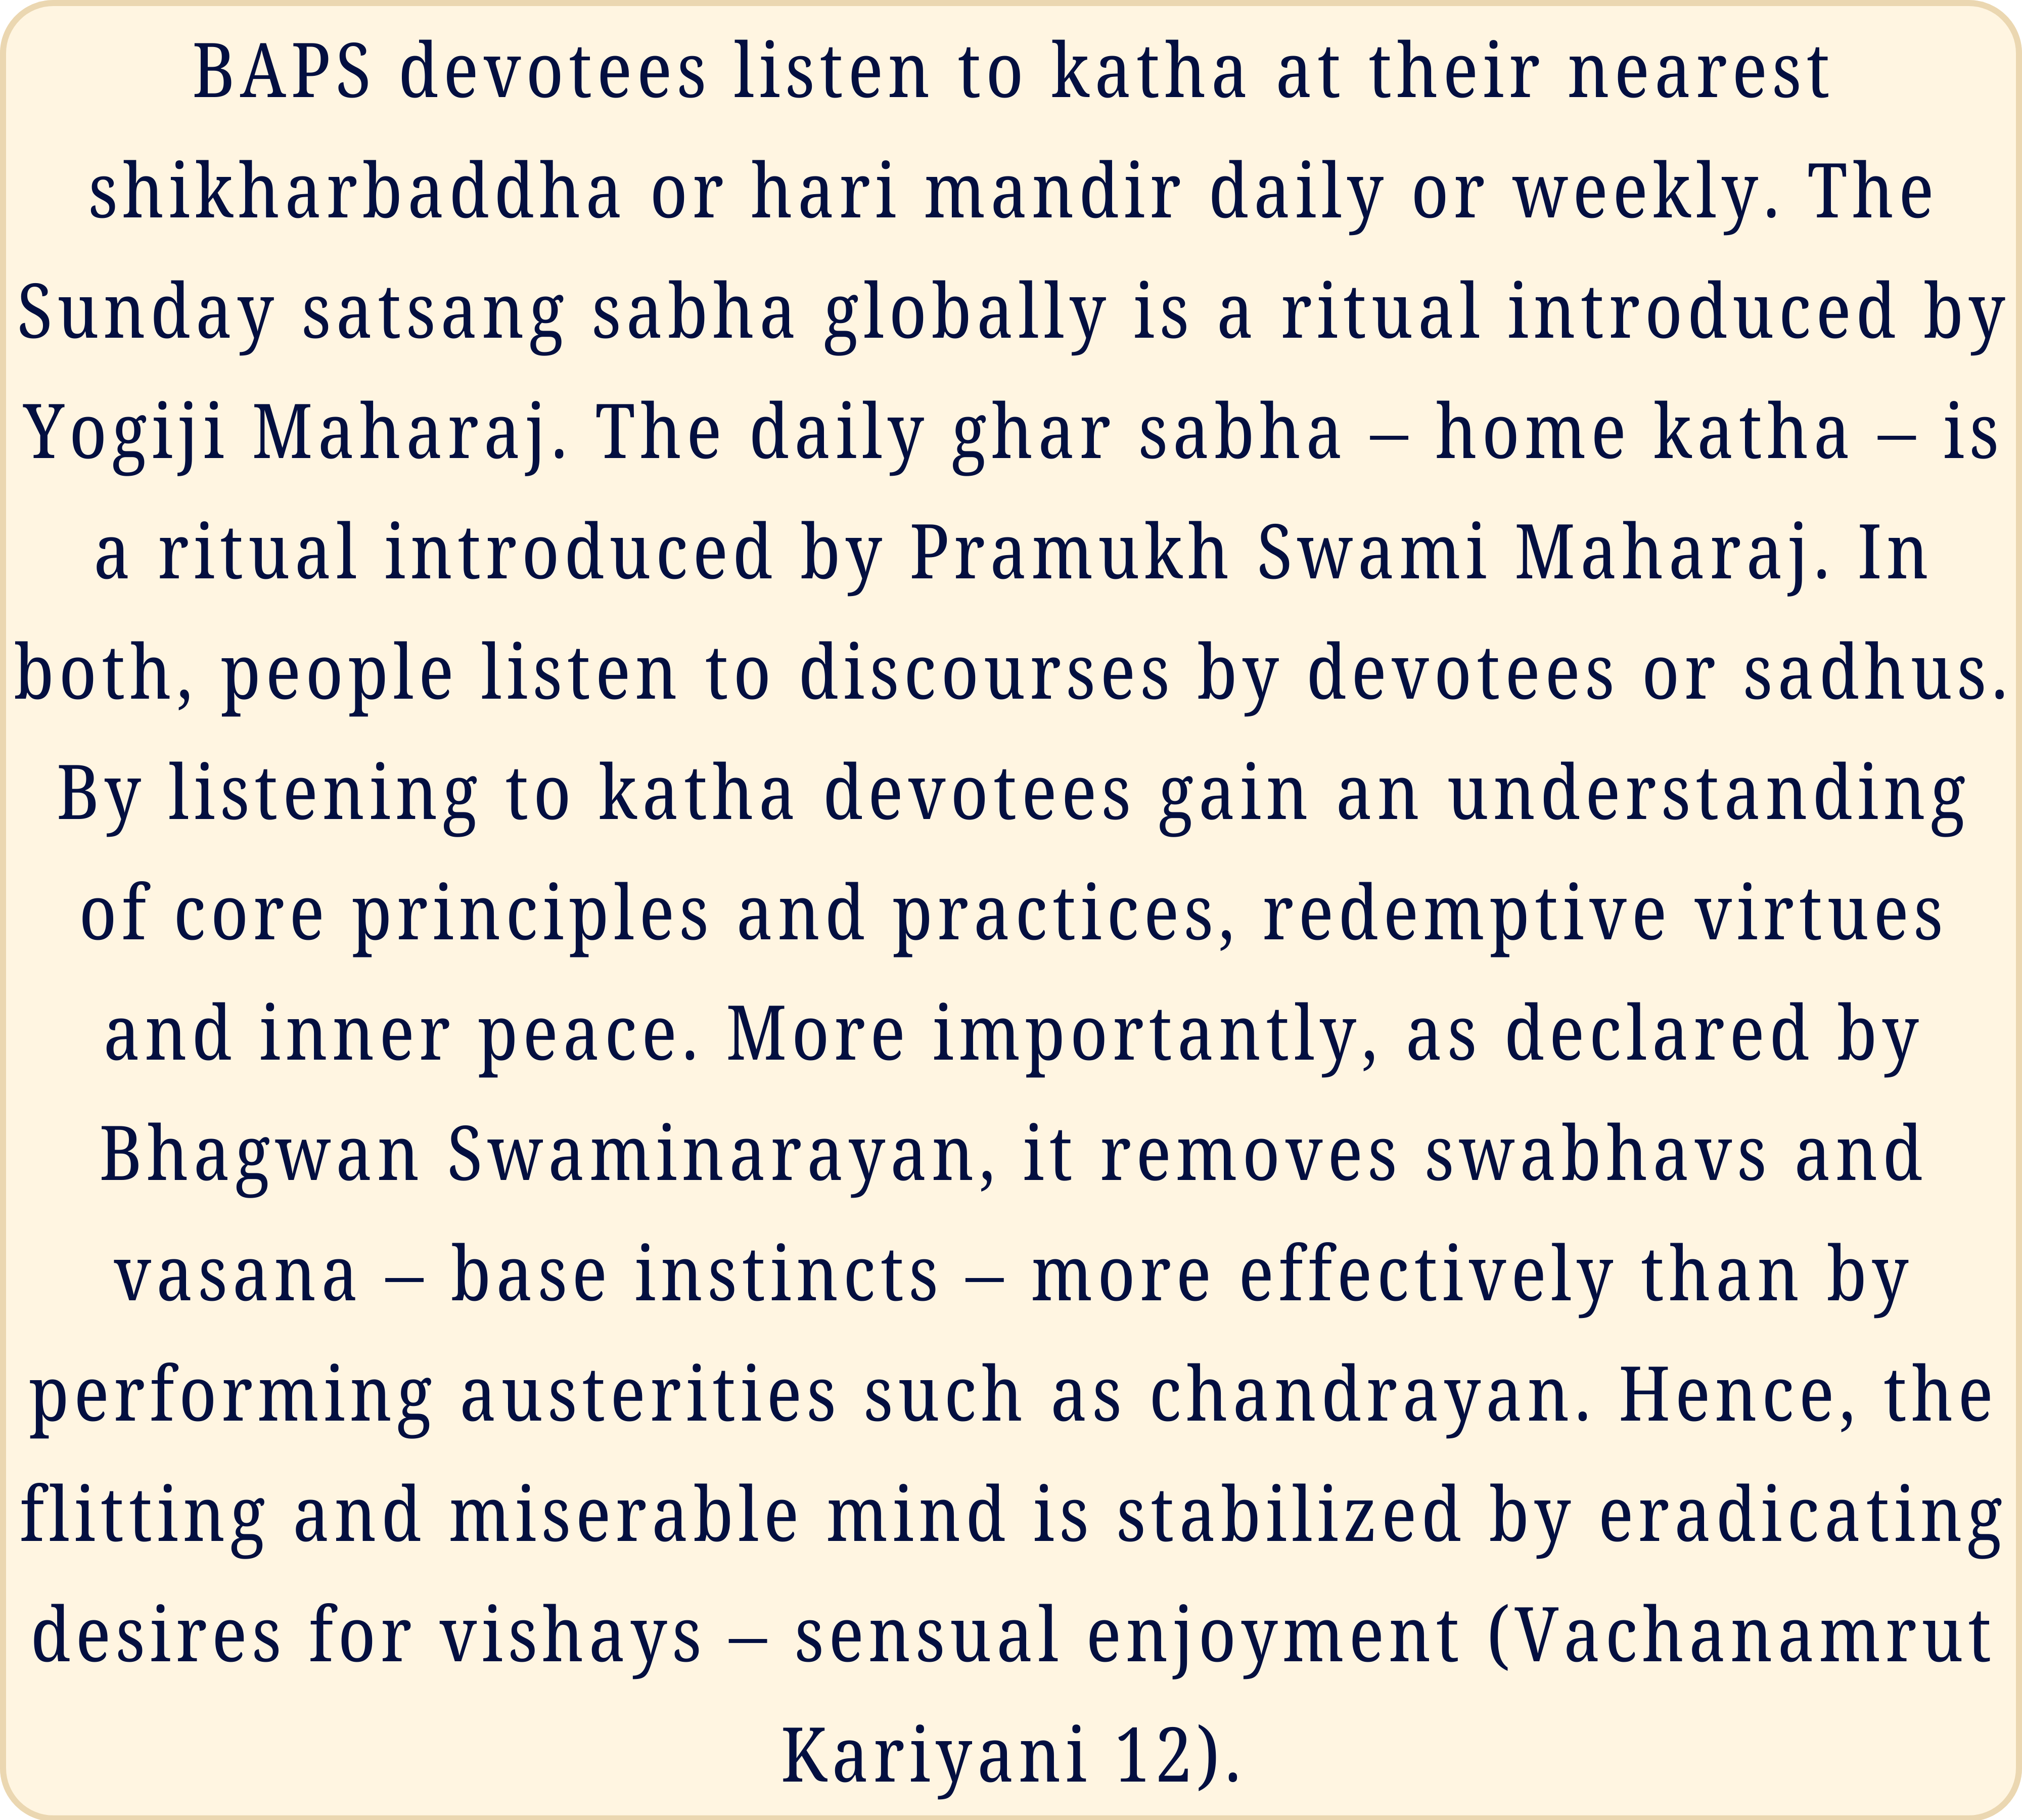 BAPS devotees listen to katha at their nearest
shikharbaddha or hari mandir daily or weekly. The
Sunday satsang sabha globally is a ritual introduced by
Yogiji Maharaj. The daily ghar sabha – home katha – is
a ritual introduced by Pramukh Swami Maharaj. In
both, people listen to discourses by devotees or sadhus.
By listening to katha devotees gain an understanding
of core principles and practices, redemptive virtues
and inner peace. More importantly, as declared by
Bhagwan Swaminarayan, it removes swabhavs and
vasana – base instincts – more effectively than by
performing austerities such as chandrayan. Hence, the
flitting and miserable mind is stabilized by eradicating
desires for vishays – sensual enjoyment (Vachanamrut
Kariyani 12).